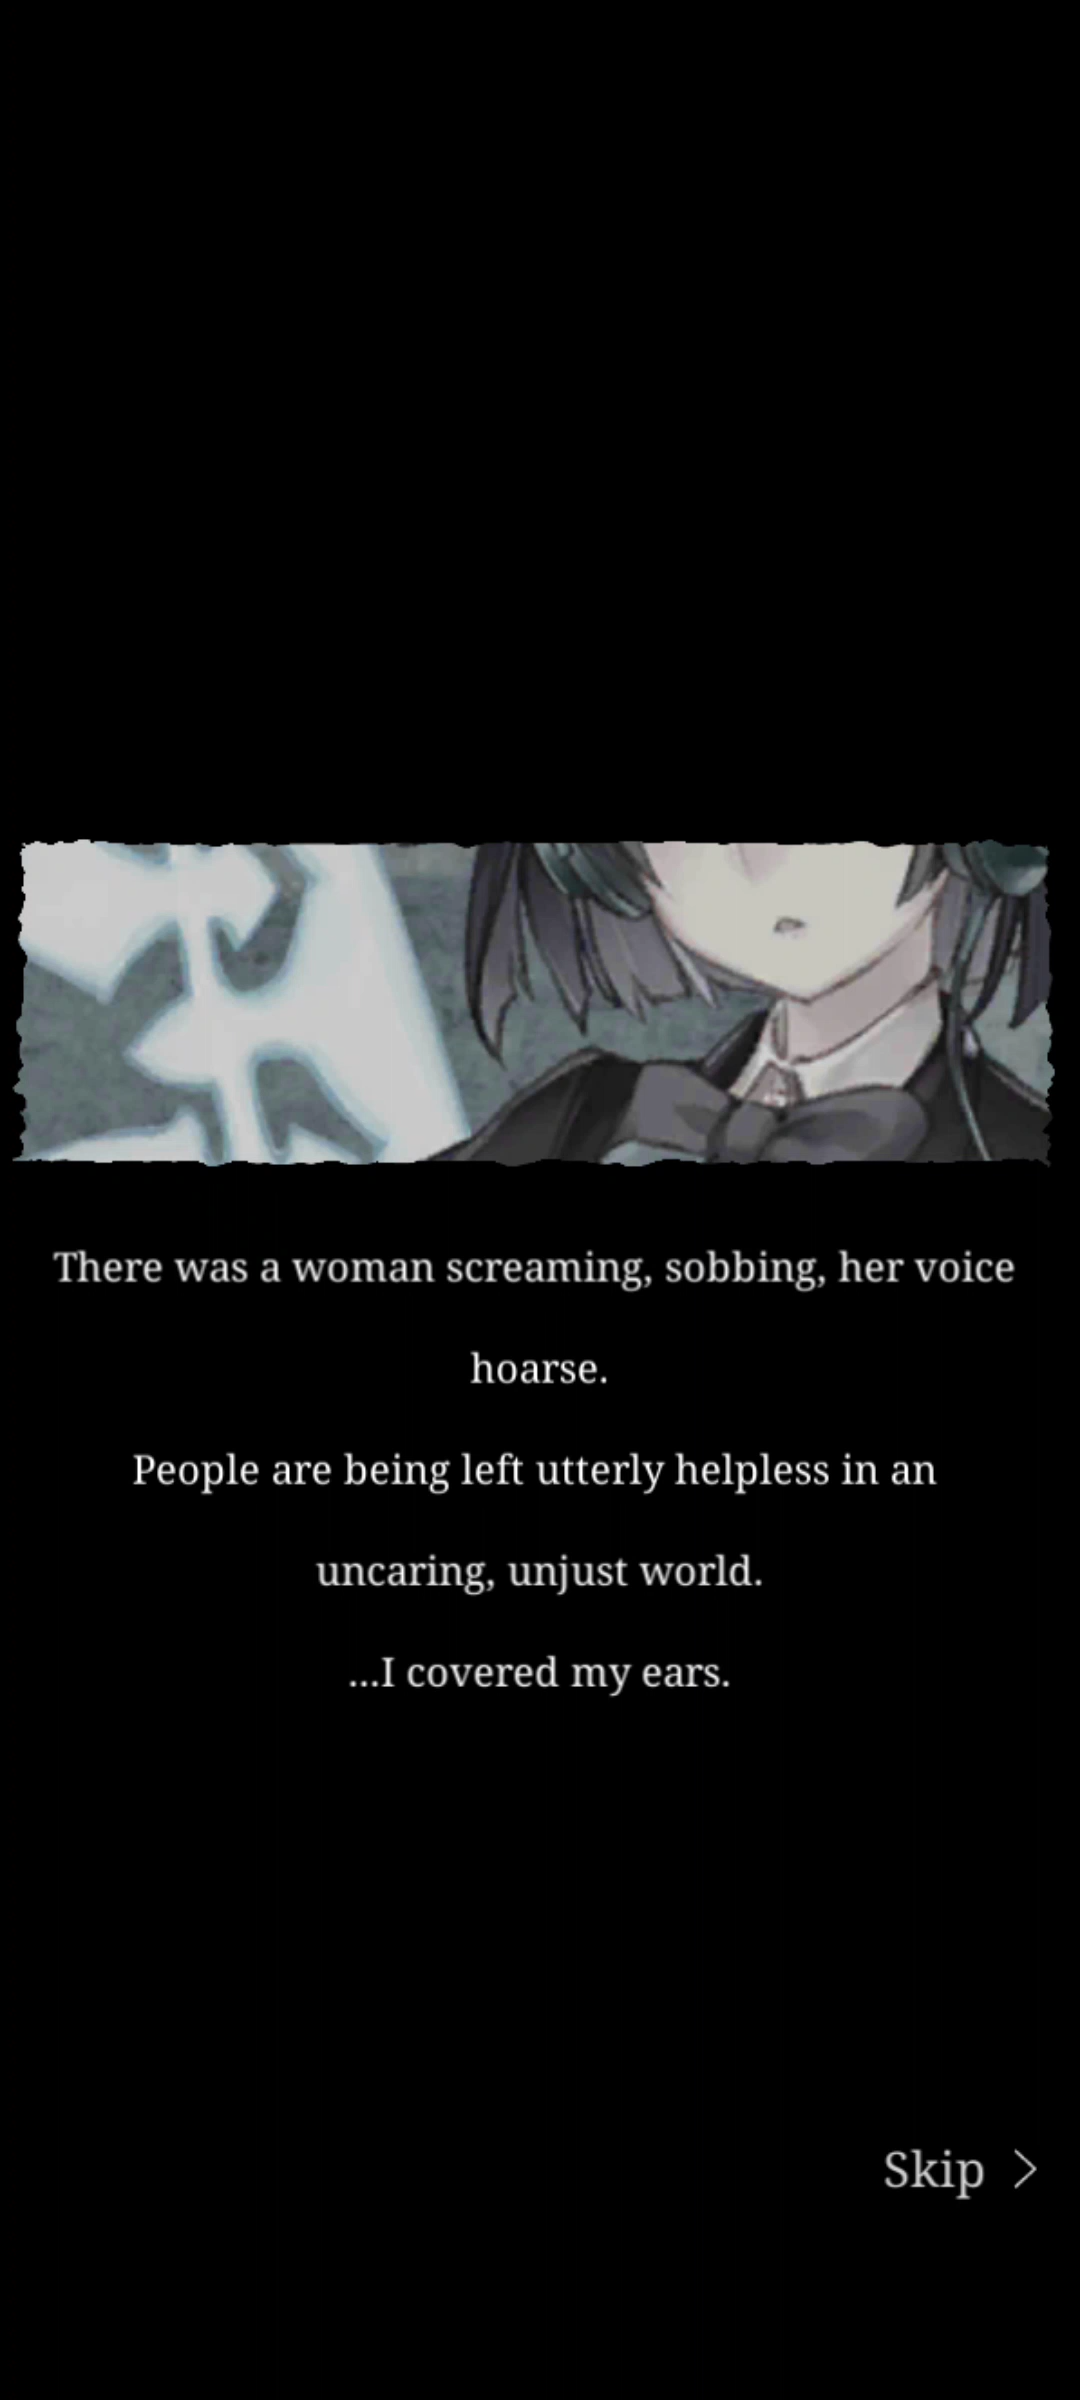 There was a woman screaming, sobbing, her voice
hoarse.
People are being left utterly helpless in an
uncaring, unjust world.
...I covered my ears.
Skip >